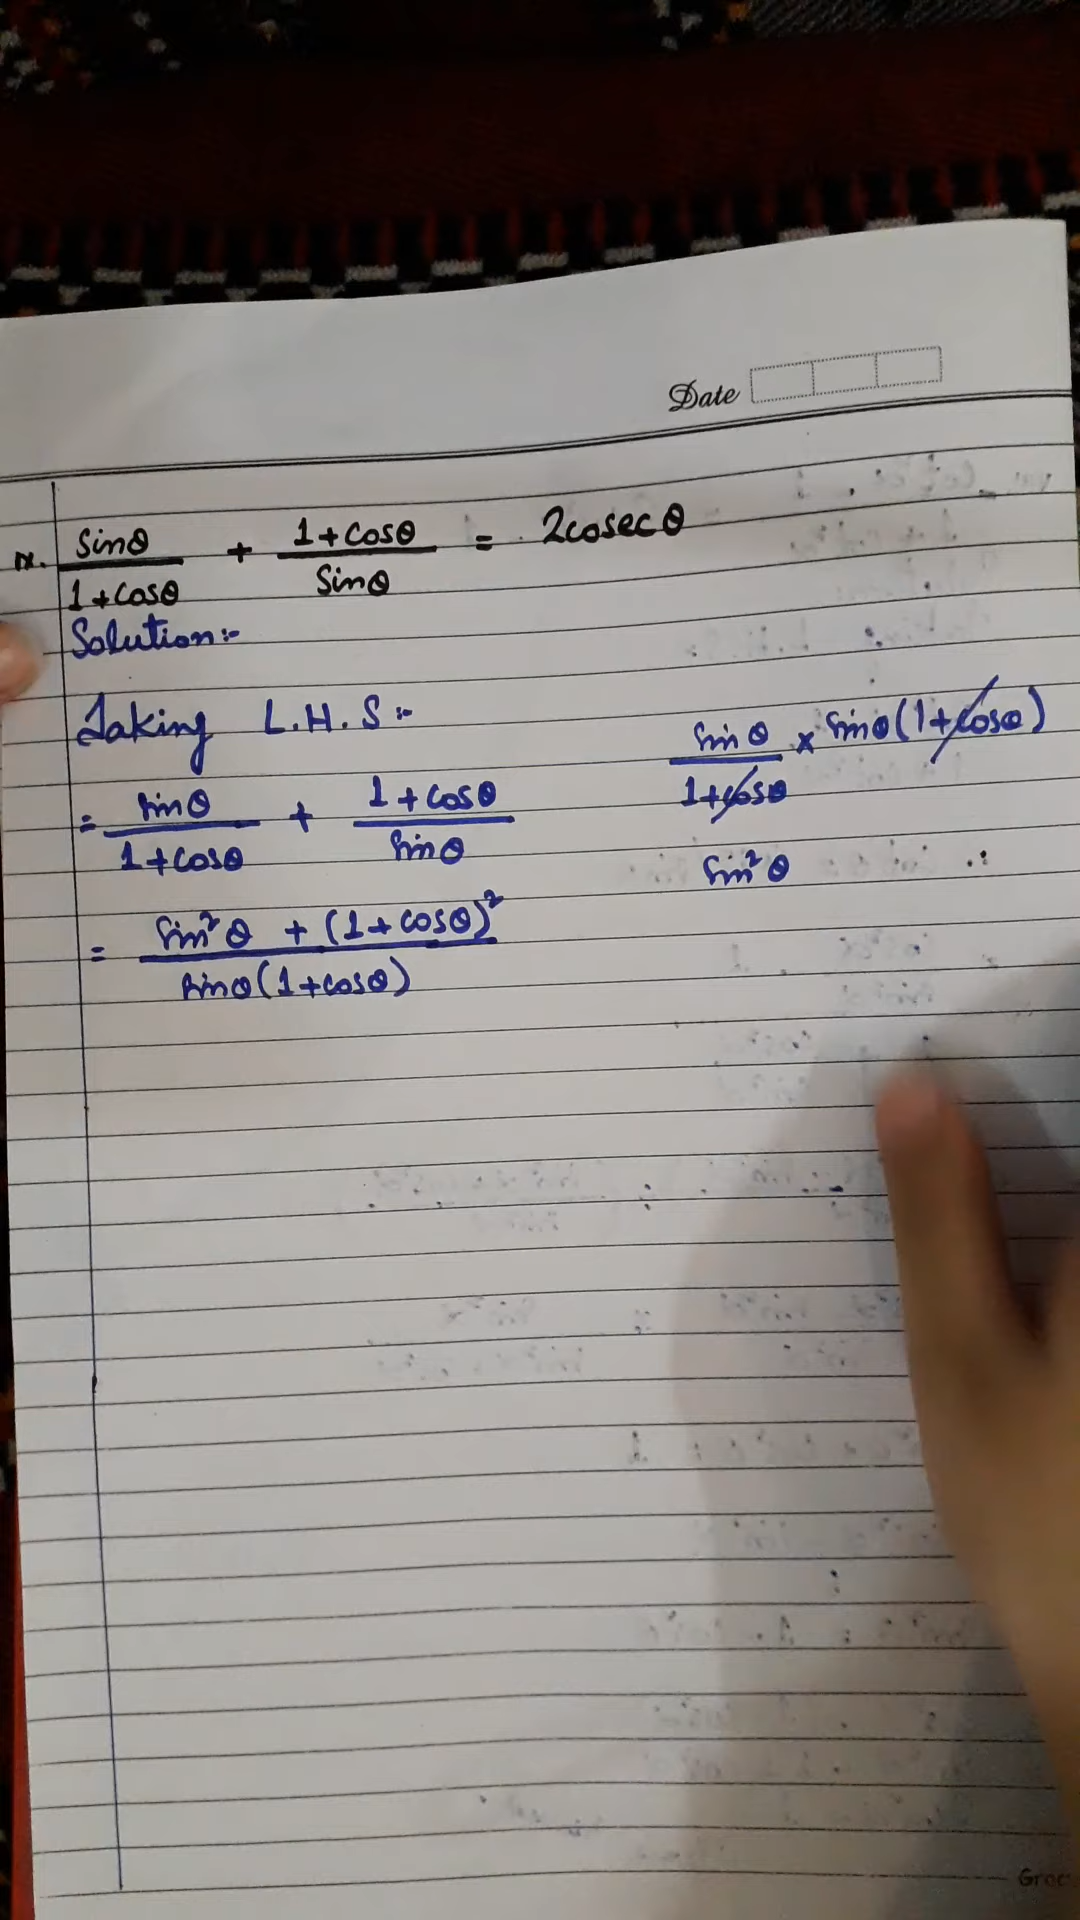 Date
ix. sinθ/1+cosθ + 1+cosθ/sinθ = 2cosecθ
Solution:-
Taking L.H.S:-
= sinθ/1+cosθ + 1+cosθ/sinθ
sinθ/1+cosθ × sinθ(1+cosθ)
sin²θ ∴
= sin²θ + (1+cosθ)²/sinθ(1+cosθ)